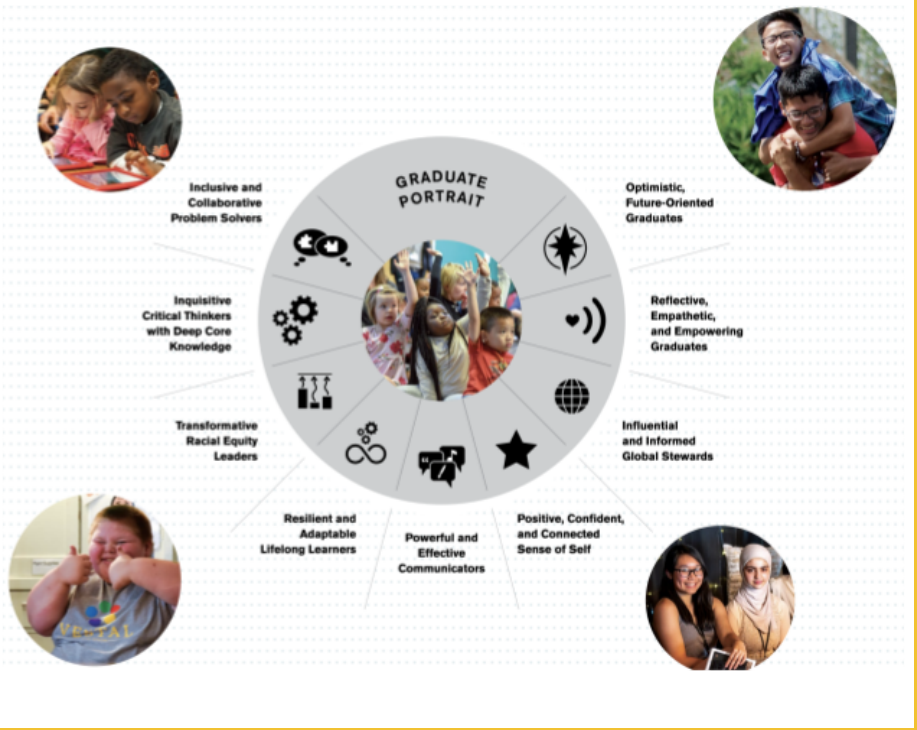 GRADUATE
PORTRAIT
Inclusive and
Collaborative
Problem Solvers
Optimistic,
Future-Oriented
Graduates
Inquisitive
Critical Thinkers
with Deep Core
Knowledge
Reflective,
Empathetic,
and Empowering
Graduates
Transformative
Racial Equity
Leaders
Influential
and Informed
Global Stewards
Resilient and
Adaptable
Lifelong Learners
Powerful and
Effective
Communicators
Positive, Confident,
and Connected
Sense of Self